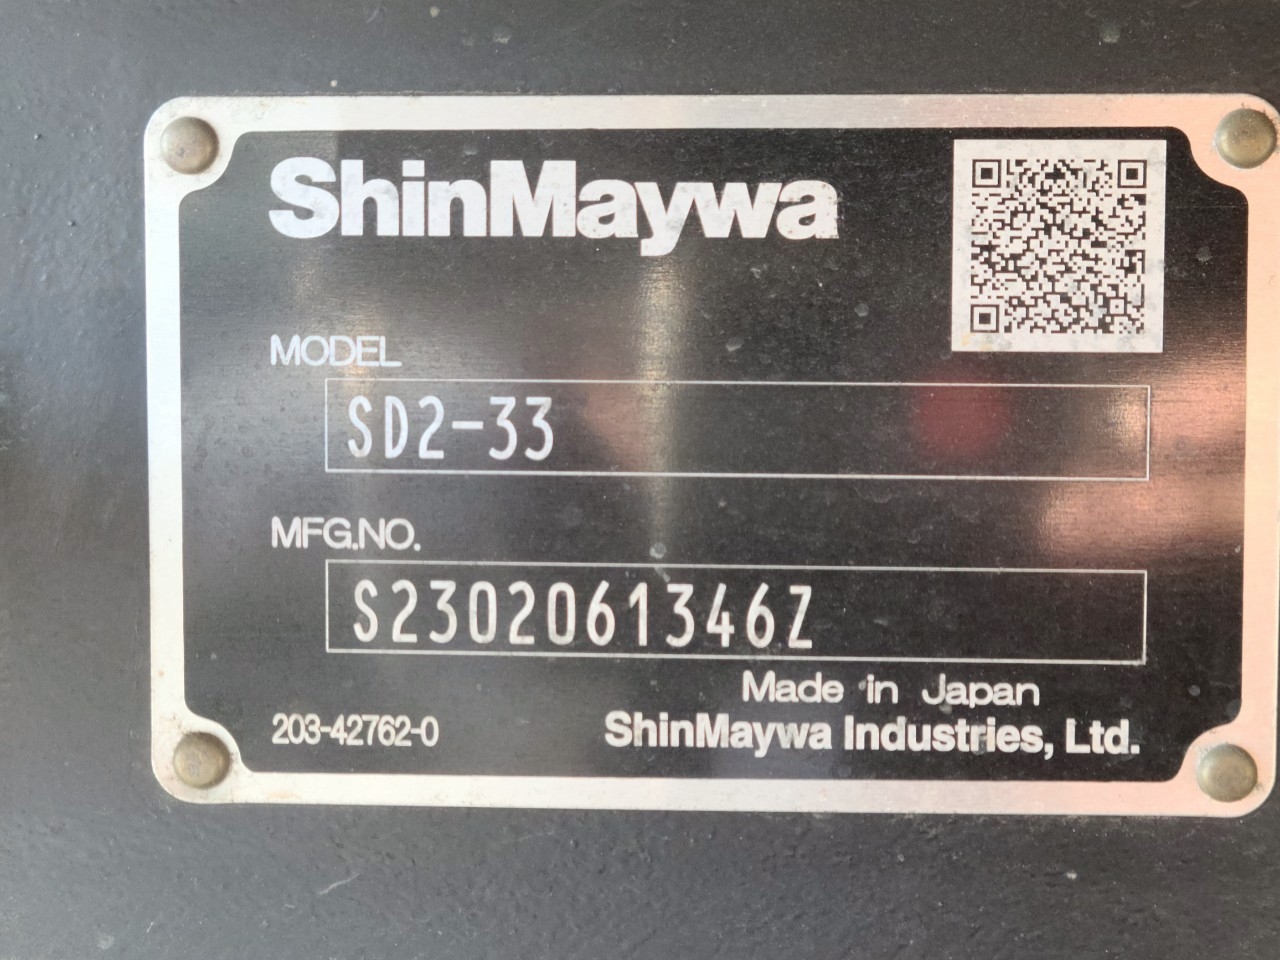 ShinMaywa
MODEL
SD2-33
MFG.NO.
S2302061346Z
Made in Japan
203-42762-0 ShinMaywa Industries, Ltd.